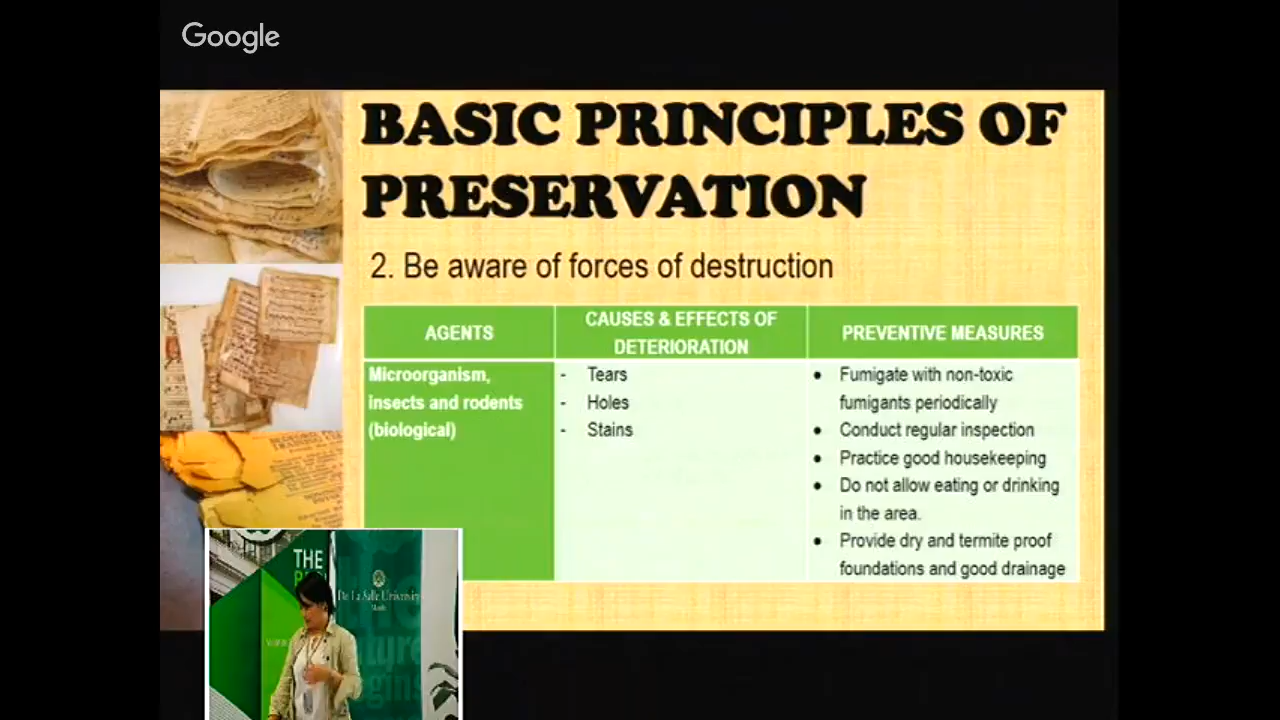 Google
BASIC PRINCIPLES OF
PRESERVATION
2. Be aware of forces of destruction
AGENTS
CAUSES & EFFECTS OF
DETERIORATION
PREVENTIVE MEASURES
Microorganism,
insects and rodents
(biological)
- Tears
- Holes
- Stains
• Fumigate with non-toxic
fumigants periodically
• Conduct regular inspection
• Practice good housekeeping
• Do not allow eating or drinking
in the area.
• Provide dry and termite proof
foundations and good drainage
THE
De La Salle University
Manila